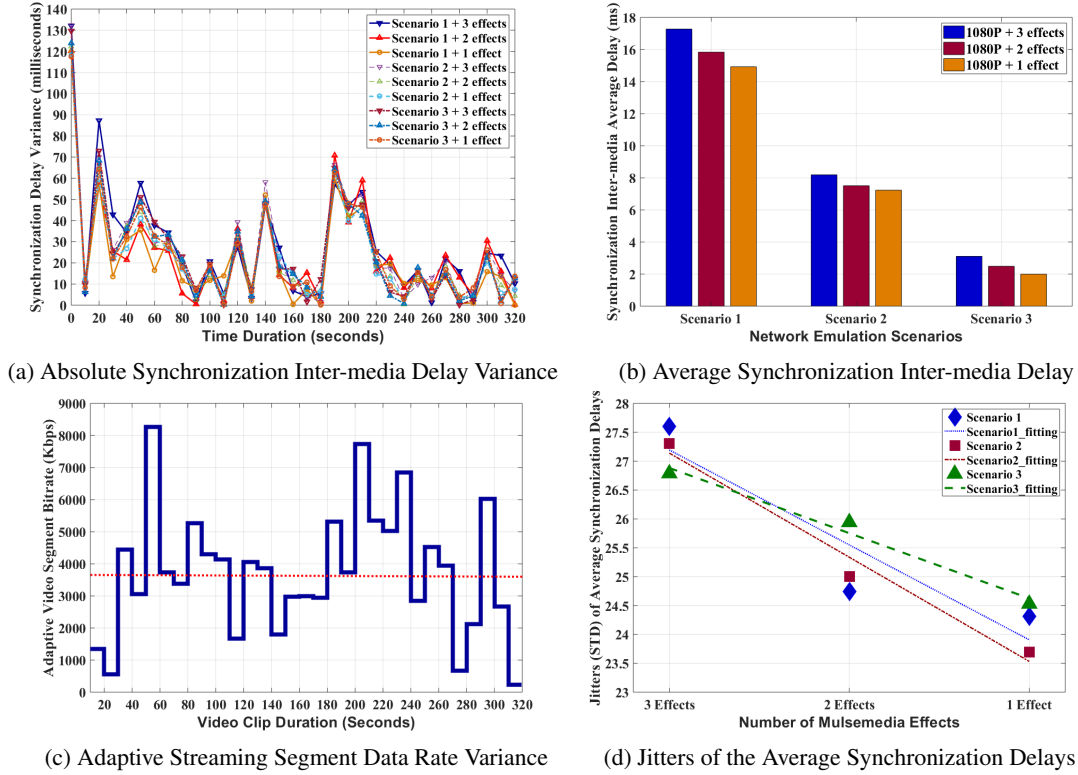 Synchronization Delay Variance (milliseconds)
140
130
120
110
100
90
80
70
60
50
40
30
20
10
0
0 20 40 60 80 100 120 140 160 180 200 220 240 260 280 300 320
Time Duration (seconds)
Scenario 1 + 3 effects
Scenario 1 + 2 effects
Scenario 1 + 1 effect
Scenario 2 + 3 effects
Scenario 2 + 2 effects
Scenario 2 + 1 effect
Scenario 3 + 3 effects
Scenario 3 + 2 effects
Scenario 3 + 1 effect
(a) Absolute Synchronization Inter-media Delay Variance
Synchronization Inter-media Average Delay (ms)
18
16
14
12
10
8
6
4
2
0
Scenario 1 Scenario 2 Scenario 3
Network Emulation Scenarios
1080P + 3 effects
1080P + 2 effects
1080P + 1 effect
(b) Average Synchronization Inter-media Delay
Adaptive Video Segment Bitrate (Kbps)
9000
8000
7000
6000
5000
4000
3000
2000
1000
0
20 40 60 80 100 120 140 160 180 200 220 240 260 280 300 320
Video Clip Duration (Seconds)
(c) Adaptive Streaming Segment Data Rate Variance
Jitters (STD) of Average Synchronization Delays
28
27.5
27
26.5
26
25.5
25
24.5
24
23.5
23
3 Effects 2 Effects 1 Effect
Number of Mulsemedia Effects
Scenario 1
Scenario1_fitting
Scenario 2
Scenario2_fitting
Scenario 3
Scenario3_fitting
(d) Jitters of the Average Synchronization Delays